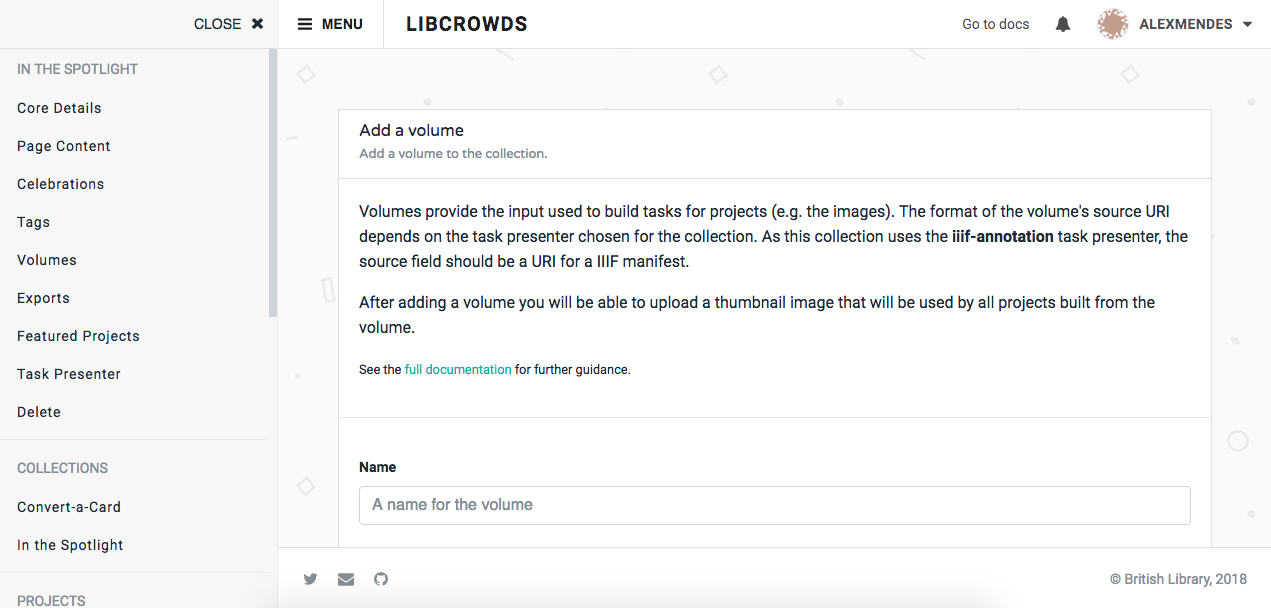 CLOSE
MENU
LIBCROWDS
Go to docs
ALEXMENDES
IN THE SPOTLIGHT
Core Details
Page Content
Celebrations
Tags
Volumes
Exports
Featured Projects
Task Presenter
Delete
COLLECTIONS
Convert-a-Card
In the Spotlight
PROJECTS
Add a volume
Add a volume to the collection.
Volumes provide the input used to build tasks for projects (e.g. the images). The format of the volume's source URI
depends on the task presenter chosen for the collection. As this collection uses the iiif-annotation task presenter, the
source field should be a URI for a IIIF manifest.
After adding a volume you will be able to upload a thumbnail image that will be used by all projects built from the
volume.
See the full documentation for further guidance.
Name
A name for the volume
© British Library, 2018